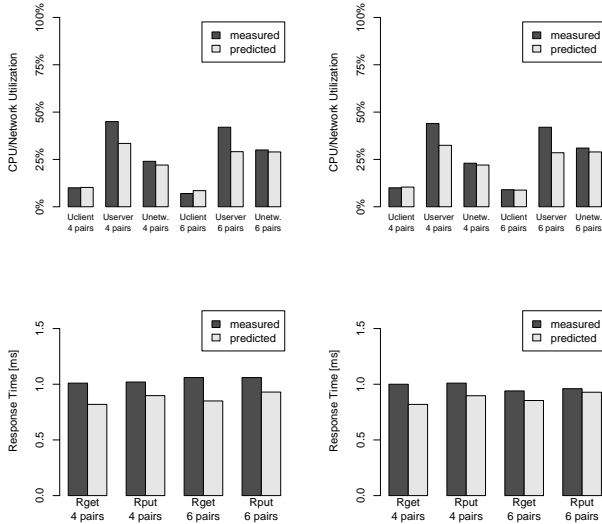 CPU/Network Utilization
0%
25%
50%
75%
100%
measured
predicted
Uclient
4 pairs
Userver
4 pairs
Unetw.
4 pairs
Uclient
6 pairs
Userver
6 pairs
Unetw.
6 pairs
CPU/Network Utilization
0%
25%
50%
75%
100%
measured
predicted
Uclient
4 pairs
Userver
4 pairs
Unetw.
4 pairs
Uclient
6 pairs
Userver
6 pairs
Unetw.
6 pairs
Response Time [ms]
0.0
0.5
1.0
1.5
measured
predicted
Rget
4 pairs
Rput
4 pairs
Rget
6 pairs
Rput
6 pairs
Response Time [ms]
0.0
0.5
1.0
1.5
measured
predicted
Rget
4 pairs
Rput
4 pairs
Rget
6 pairs
Rput
6 pairs